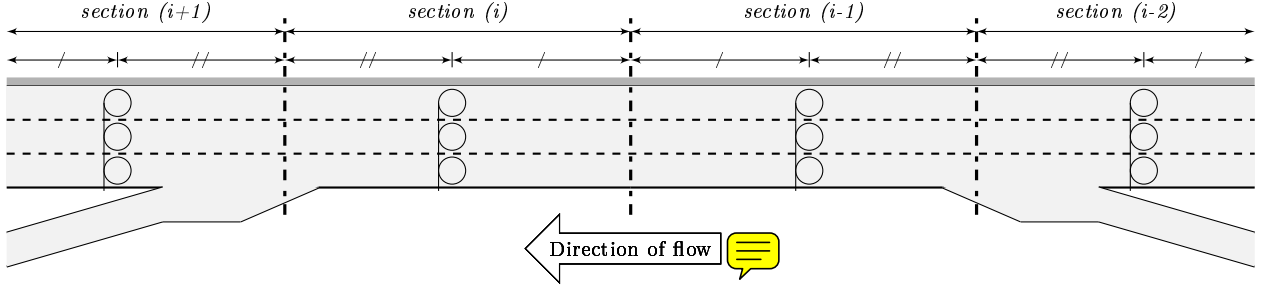 section (i+1) section (i) section (i-1) section (i-2)
Direction of flow